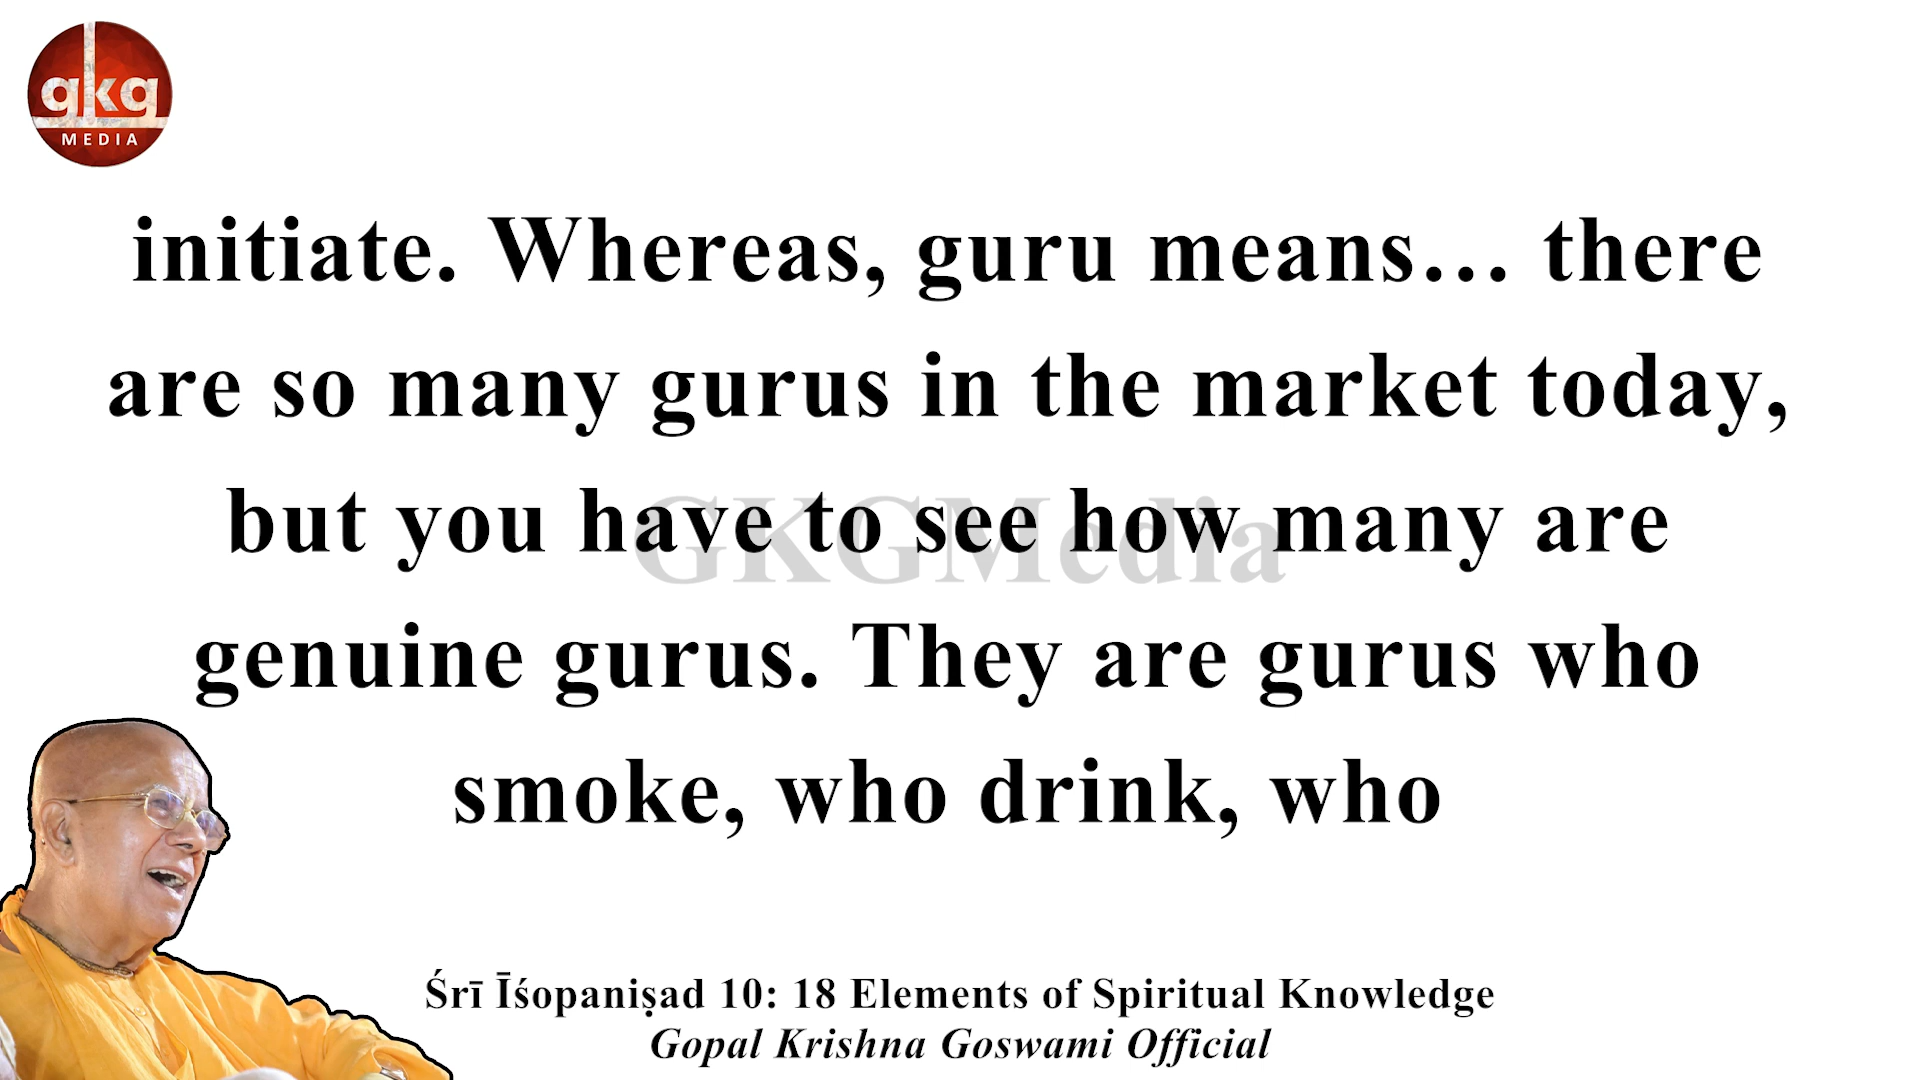 gkg
MEDIA
initiate. Whereas, guru means… there
are so many gurus in the market today,
but you have to see how many are
GKGMedia
genuine gurus. They are gurus who
smoke, who drink, who
Śrī Īśopaniṣad 10: 18 Elements of Spiritual Knowledge
Gopal Krishna Goswami Official